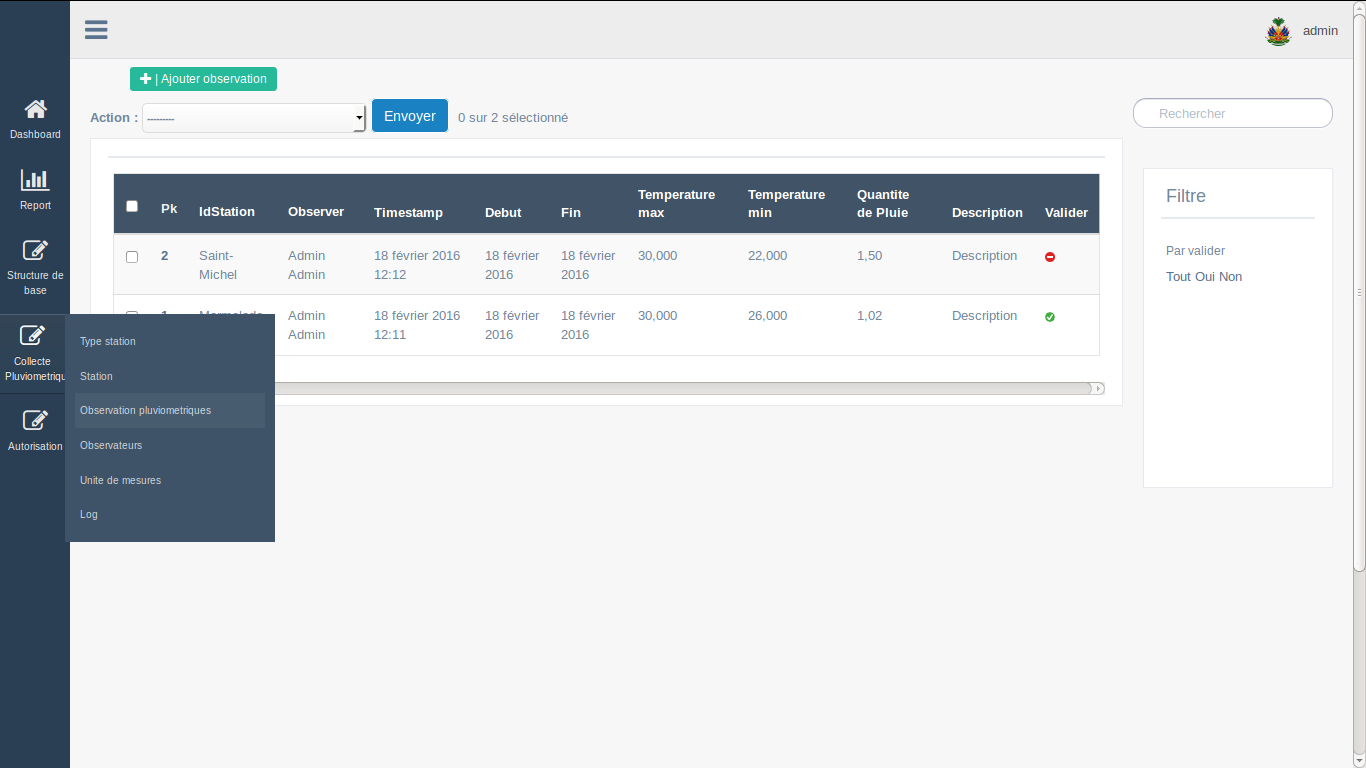 admin
| Ajouter observation
Action : --------- Envoyer 0 sur 2 sélectionné
Rechercher
Dashboard
Report
Structure de
base
Collecte
Pluviometriqu
Autorisation
Type station
Station
Observation pluviometriques
Observateurs
Unite de mesures
Log
Pk IdStation Observer Timestamp Debut Fin Temperature max Temperature min Quantite de Pluie Description Valider
2 Saint-Michel Admin Admin 18 février 2016 12:12 18 février 2016 18 février 2016 30,000 22,000 1,50 Description
Admin Admin 18 février 2016 12:11 18 février 2016 18 février 2016 30,000 26,000 1,02 Description
Filtre
Par valider
Tout Oui Non